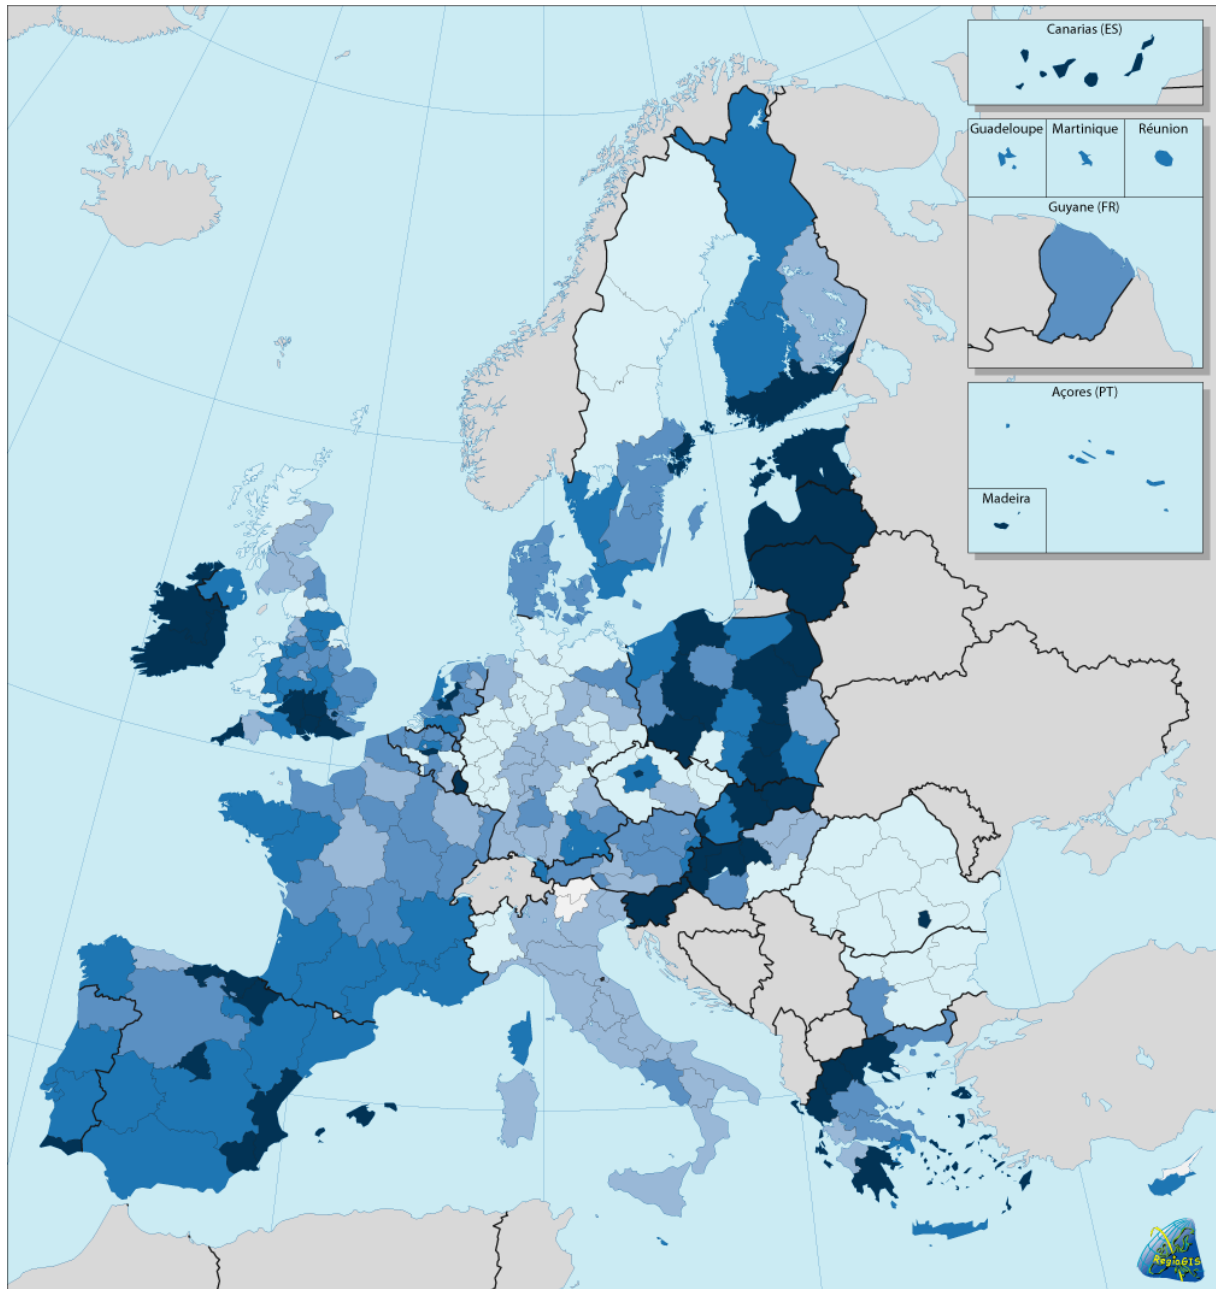 Canarias (ES)
Guadeloupe
Martinique
Réunion
Guyane (FR)
Açores (PT)
Madeira
RegioGIS